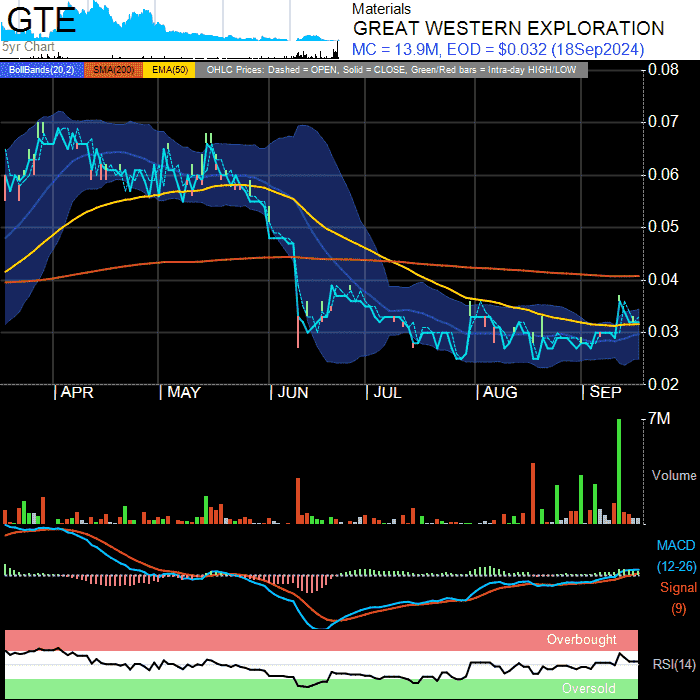 GTE
5yr Chart
Materials
GREAT WESTERN EXPLORATION
MC = 13.9M, EOD = $0.032 (18Sep2024)
BollBands(20,2) SMA(200) EMA(50) OHLC Prices: Dashed = OPEN, Solid = CLOSE, Green/Red bars = Intra-day HIGH/LOW
0.08
0.07
0.06
0.05
0.04
0.03
0.02
APR MAY JUN JUL AUG SEP
7M
Volume
MACD
(12-26)
Signal
(9)
Overbought
RSI(14)
Oversold